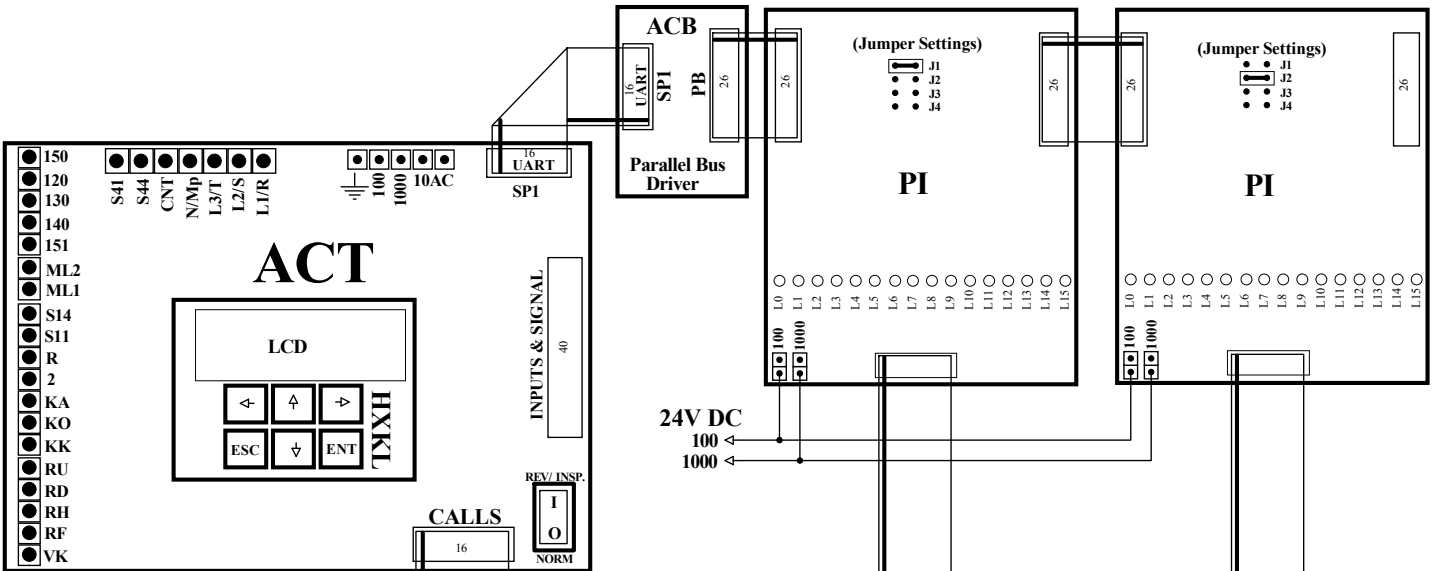 ACB
16
UART
SP1
PB
26
Parallel Bus
Driver
26
(Jumper Settings)
J1
J2
J3
J4
26
PI
L0
L1
L2
L3
L4
L5
L6
L7
L8
L9
L10
L11
L12
L13
L14
L15
100
1000
26
(Jumper Settings)
J1
J2
J3
J4
26
PI
L0
L1
L2
L3
L4
L5
L6
L7
L8
L9
L10
L11
L12
L13
L14
L15
100
1000
24V DC
100
1000
150
120
130
140
151
ML2
ML1
S14
S11
R
2
KA
KO
KK
RU
RD
RH
RF
VK
S41
S44
CNT
N/Mp
L3/T
L2/S
L1/R
100
1000
10AC
16
UART
SP1
ACT
LCD
HXKL
ESC
ENT
INPUTS & SIGNAL
40
REV/ INSP.
I
O
NORM
CALLS
16